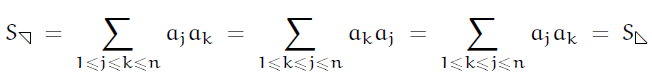 S◹ = ∑_{1⩽j⩽k⩽n} a_j a_k = ∑_{1⩽k⩽j⩽n} a_k a_j = ∑_{1⩽k⩽j⩽n} a_j a_k = S◺